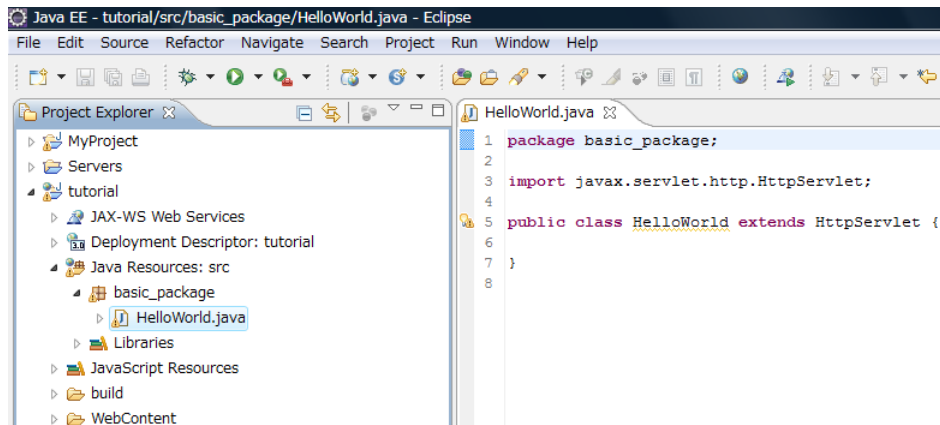 Java EE - tutorial/src/basic_package/HelloWorld.java - Eclipse
File Edit Source Refactor Navigate Search Project Run Window Help
Project Explorer
MyProject
Servers
tutorial
JAX-WS Web Services
3.0 Deployment Descriptor: tutorial
Java Resources: src
basic_package
HelloWorld.java
Libraries
JavaScript Resources
build
WebContent
HelloWorld.java
1 package basic_package;
2
3 import javax.servlet.http.HttpServlet;
4
5 public class HelloWorld extends HttpServlet {
6
7 }
8